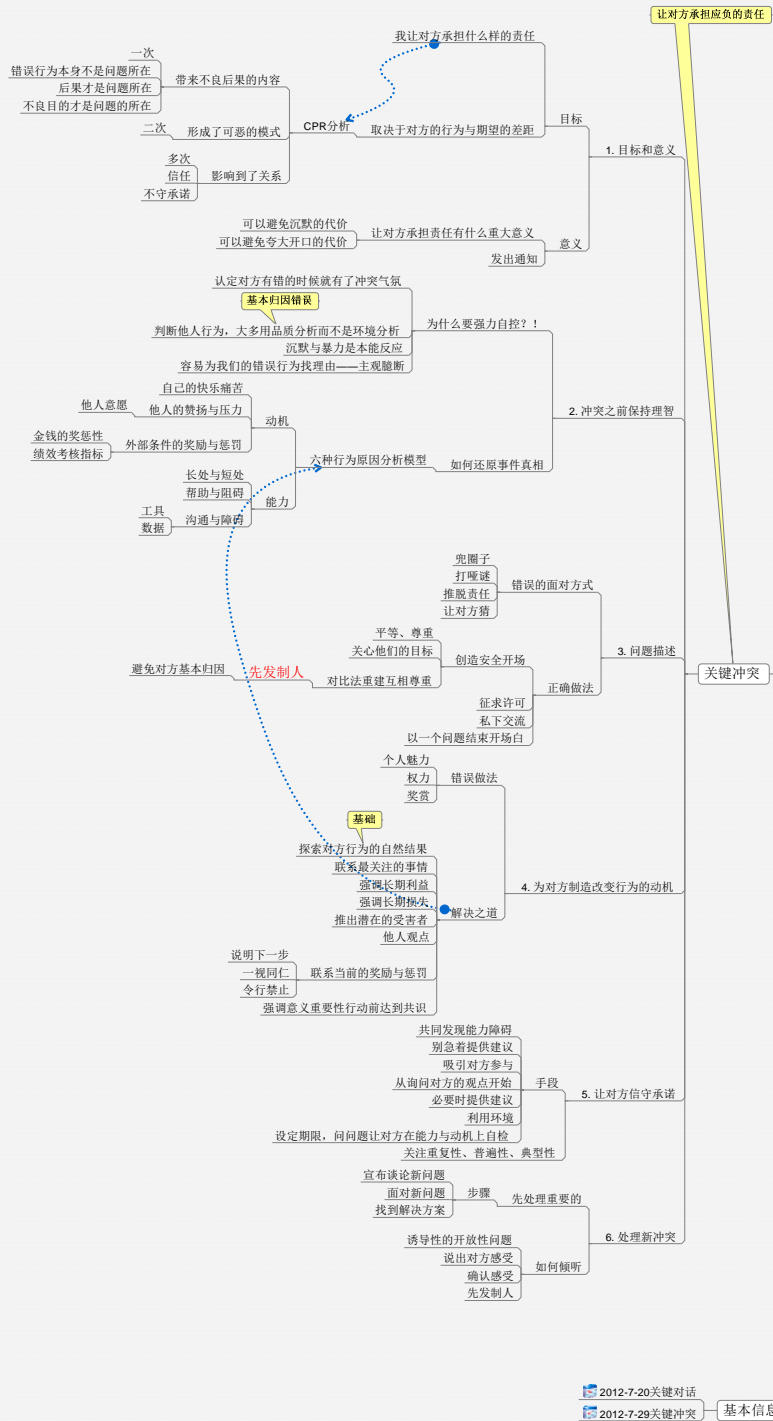 让对方承担应负的责任
关键冲突
1. 目标和意义
目标
我让对方承担什么样的责任
取决于对方的行为与期望的差距
CPR分析
带来不良后果的内容
一次
错误行为本身不是问题所在
后果才是问题所在
不良目的才是问题的所在
形成了可恶的模式
二次
影响到了关系
多次
信任
不守承诺
意义
让对方承担责任有什么重大意义
可以避免沉默的代价
可以避免夸大开口的代价
发出通知
2. 冲突之前保持理智
为什么要强力自控？！
认定对方有错的时候就有了冲突气氛
基本归因错误
判断他人行为，大多用品质分析而不是环境分析
沉默与暴力是本能反应
容易为我们的错误行为找理由——主观臆断
如何还原事件真相
六种行为原因分析模型
动机
自己的快乐痛苦
他人的赞扬与压力
他人意愿
外部条件的奖励与惩罚
金钱的奖惩性
绩效考核指标
能力
长处与短处
帮助与阻碍
沟通与障碍
工具
数据
3. 问题描述
错误的面对方式
兜圈子
打哑谜
推脱责任
让对方猜
正确做法
创造安全开场
平等、尊重
关心他们的目标
对比法重建互相尊重
先发制人
避免对方基本归因
征求许可
私下交流
以一个问题结束开场白
4. 为对方制造改变行为的动机
错误做法
个人魅力
权力
奖赏
解决之道
基础
探索对方行为的自然结果
联系最关注的事情
强调长期利益
强调长期损失
推出潜在的受害者
他人观点
联系当前的奖励与惩罚
说明下一步
一视同仁
令行禁止
强调意义重要性行动前达到共识
5. 让对方信守承诺
手段
共同发现能力障碍
别急着提供建议
吸引对方参与
从询问对方的观点开始
必要时提供建议
利用环境
设定期限，问问题让对方在能力与动机上自检
关注重复性、普遍性、典型性
6. 处理新冲突
先处理重要的
步骤
宣布谈论新问题
面对新问题
找到解决方案
如何倾听
诱导性的开放性问题
说出对方感受
确认感受
先发制人
基本信息
2012-7-20关键对话
2012-7-29关键冲突